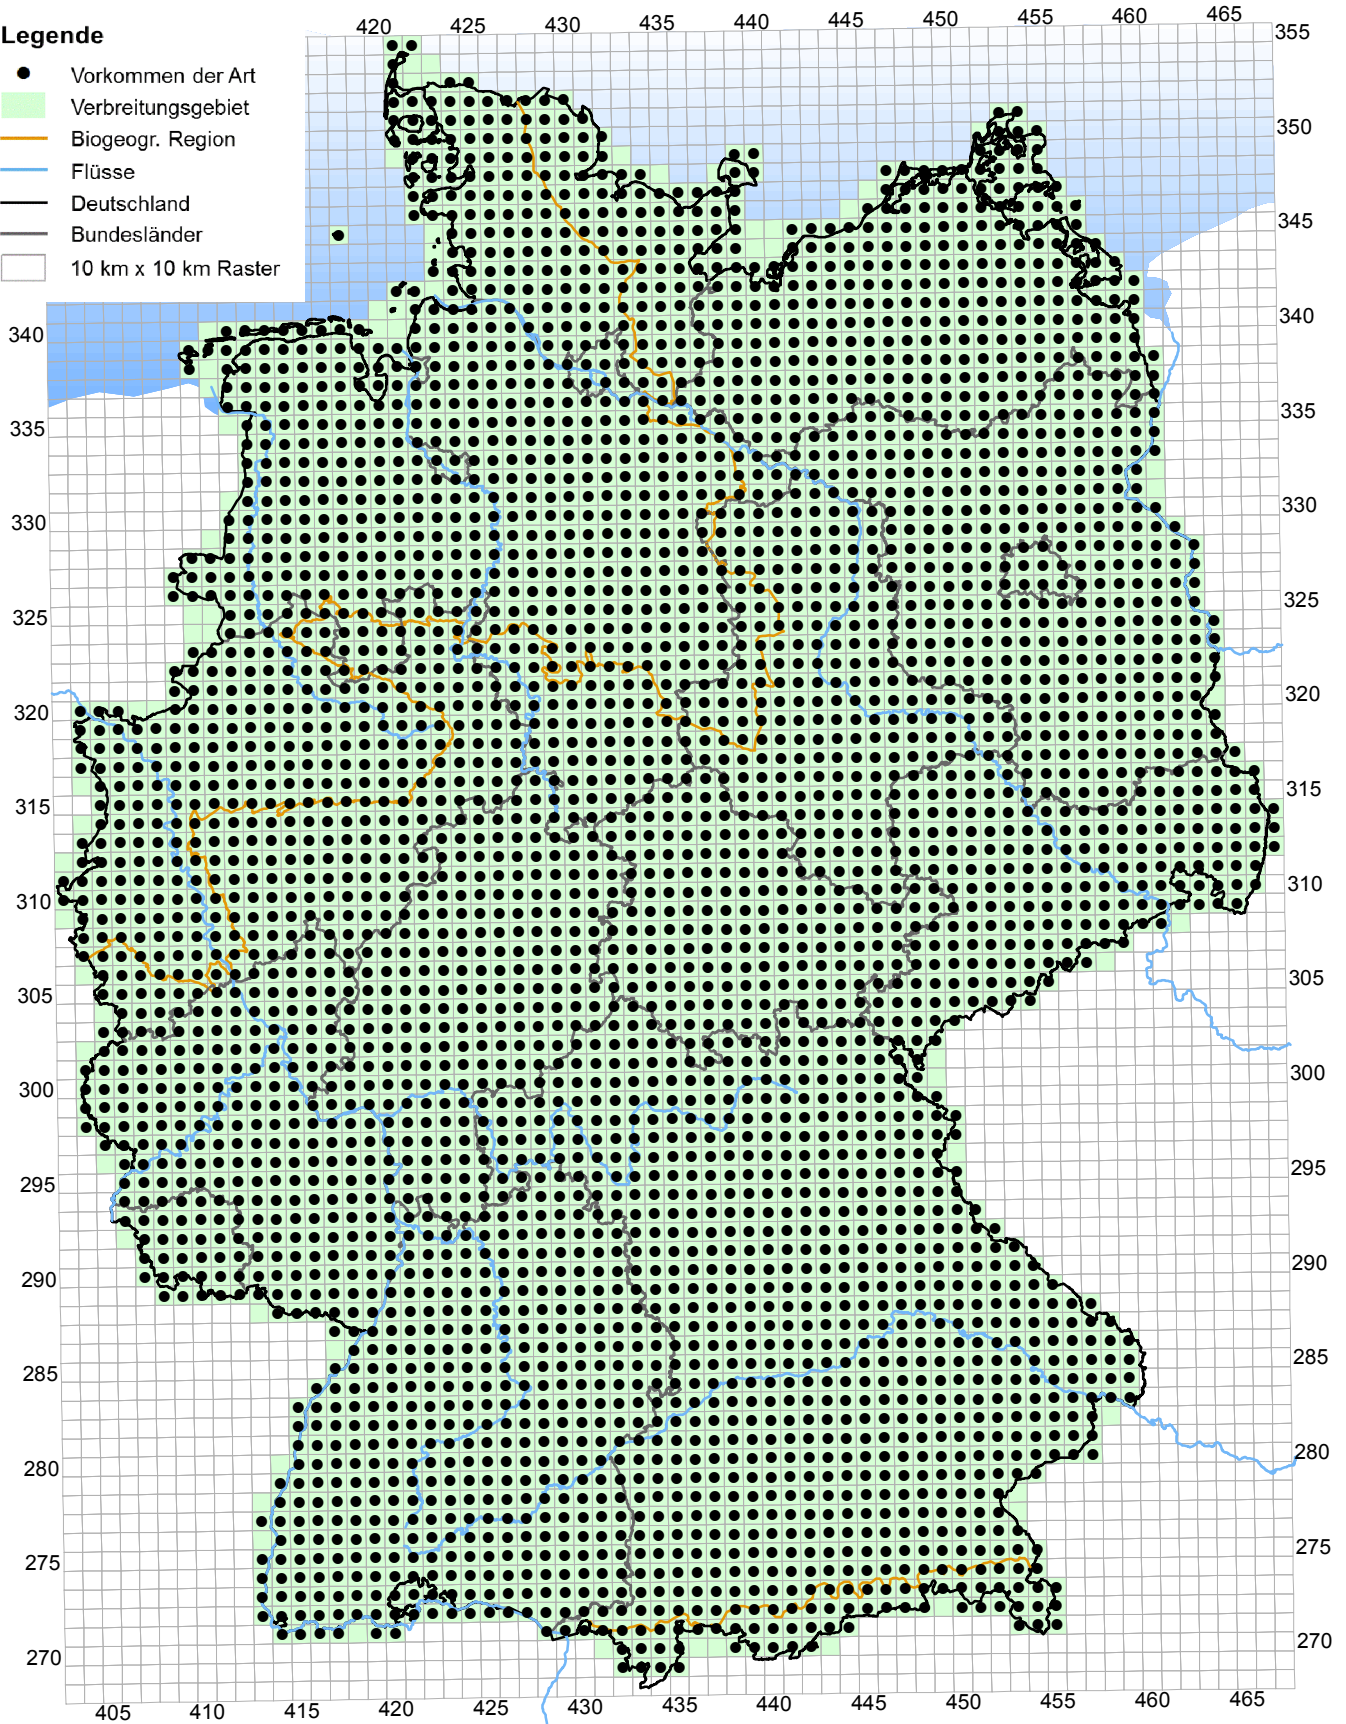 Legende
Vorkommen der Art
Verbreitungsgebiet
Biogeogr. Region
Flüsse
Deutschland
Bundesländer
10 km x 10 km Raster
420 425 430 435 440 445 450 455 460 465
355
350
345
340 340
335 335
330 330
325 325
320 320
315 315
310 310
305 305
300 300
295 295
290 290
285 285
280 280
275 275
270 270
405 410 415 420 425 430 435 440 445 450 455 460 465